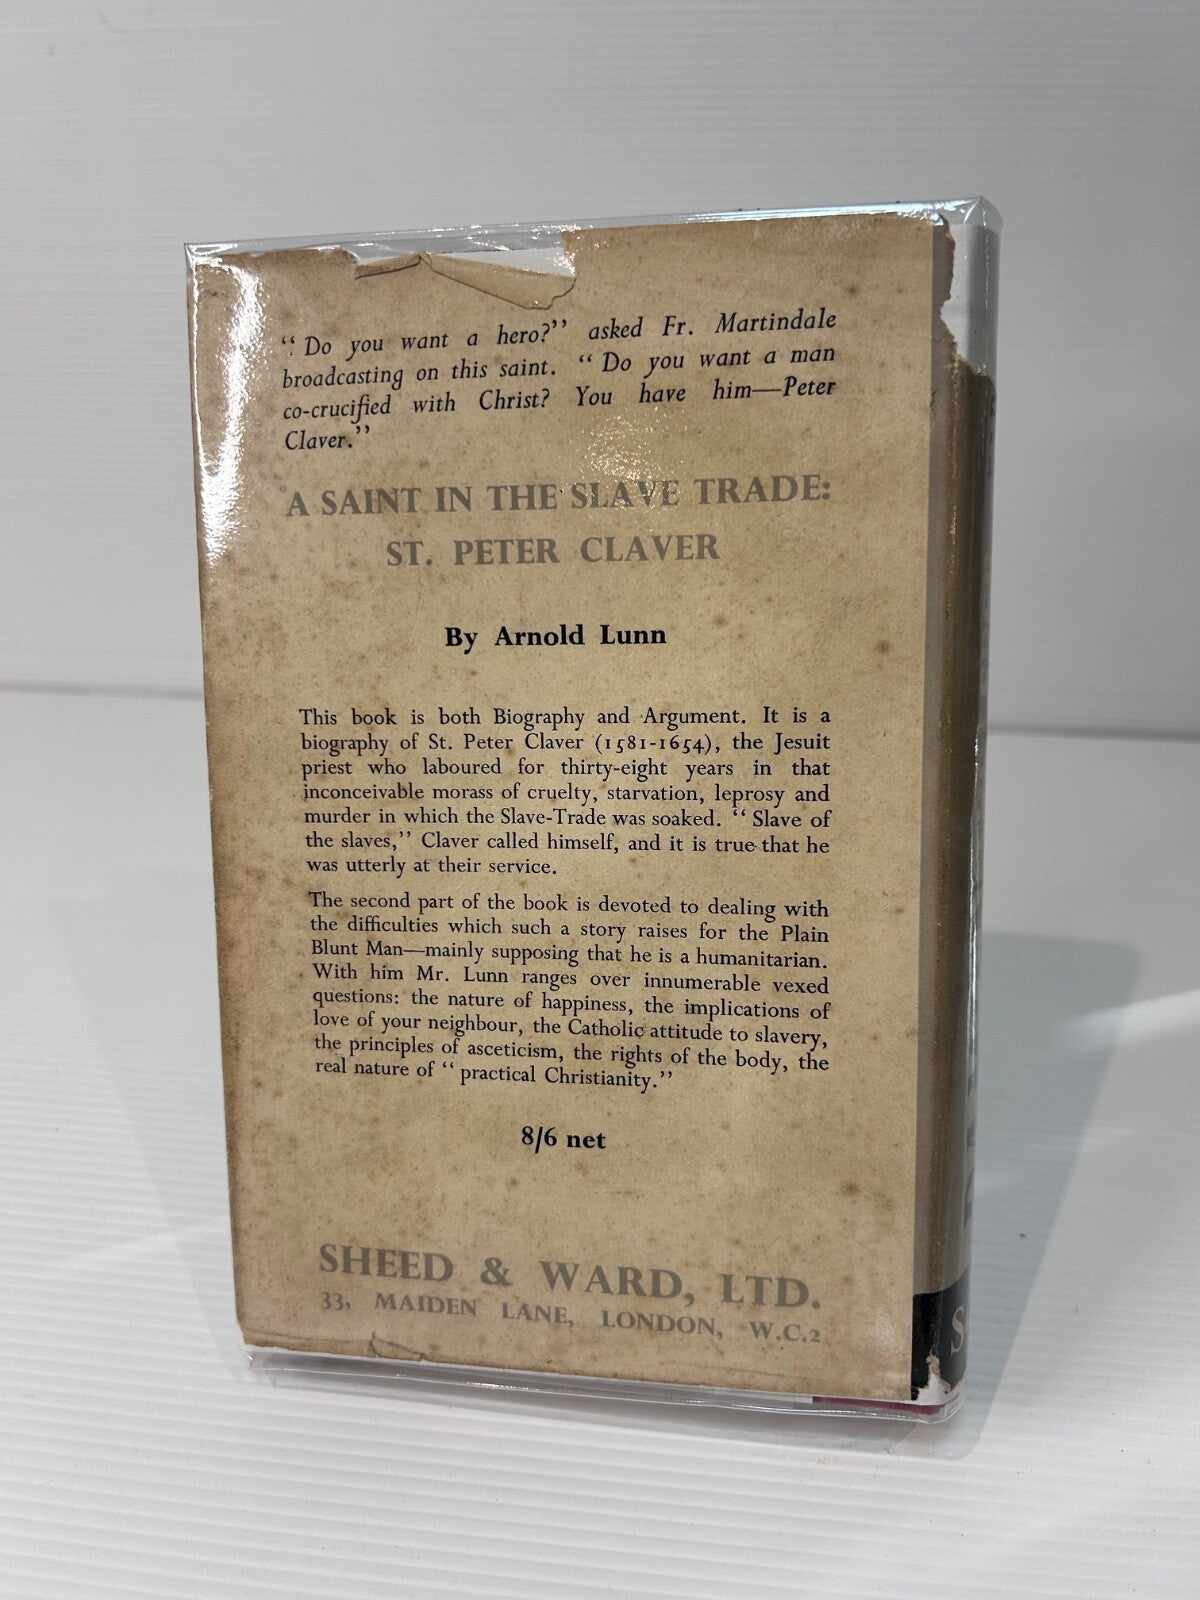 “Do you want a hero?” asked Fr. Martindale
broadcasting on this saint. “Do you want a man
co-crucified with Christ? You have him—Peter
Claver.”
A SAINT IN THE SLAVE TRADE:
ST. PETER CLAVER
By Arnold Lunn
This book is both Biography and Argument. It is a
biography of St. Peter Claver (1581-1654), the Jesuit
priest who laboured for thirty-eight years in that
inconceivable morass of cruelty, starvation, leprosy and
murder in which the Slave-Trade was soaked. “Slave of
the slaves,” Claver called himself, and it is true that he
was utterly at their service.
The second part of the book is devoted to dealing with
the difficulties which such a story raises for the Plain
Blunt Man—mainly supposing that he is a humanitarian.
With him Mr. Lunn ranges over innumerable vexed
questions: the nature of happiness, the implications of
love of your neighbour, the Catholic attitude to slavery,
the principles of asceticism, the rights of the body, the
real nature of “practical Christianity.”
8/6 net
SHEED & WARD, LTD.
33, MAIDEN LANE, LONDON, W.C.2